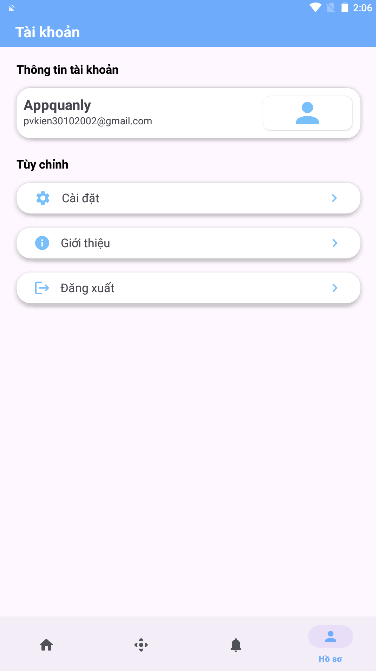 2:06
Tài khoản
Thông tin tài khoản
Appquanly
pvkien30102002@gmail.com
Tùy chỉnh
Cài đặt
Giới thiệu
Đăng xuất
Hồ sơ